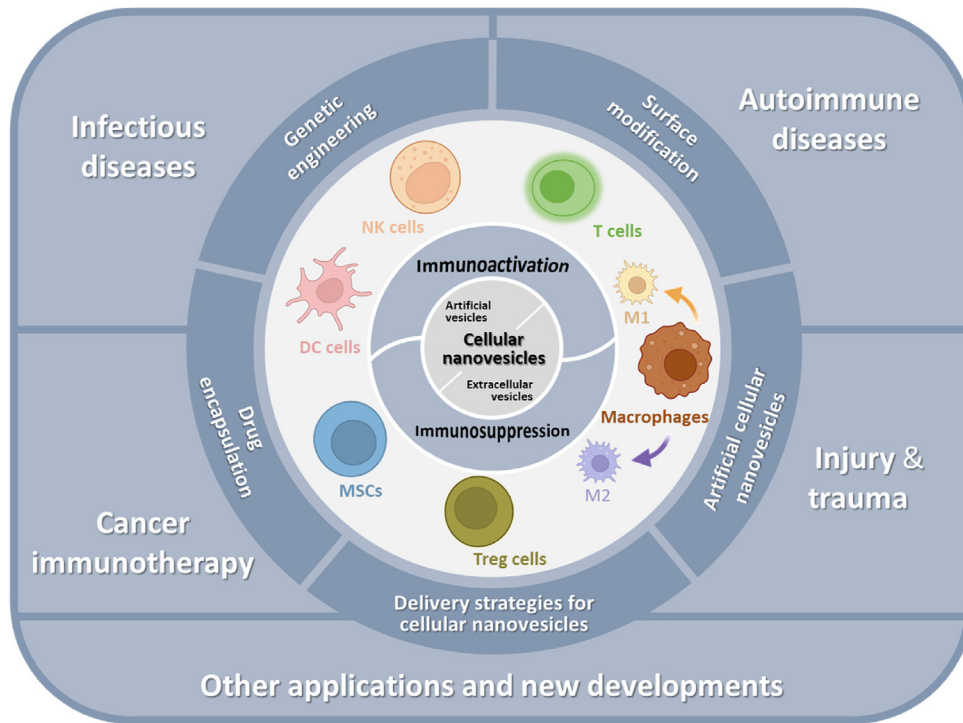 Infectious
diseases
Genetic
engineering
Surface
modification
Autoimmune
diseases
NK cells
T cells
Immunoactivation
DC cells
M1
Artificial
vesicles
Cellular
nanovesicles
Extracellular
vesicles
Macrophages
Immunosuppression
MSCs
M2
Treg cells
Drug
encapsulation
Artificial cellular
nanovesicles
Cancer
immunotherapy
Injury &
trauma
Delivery strategies for
cellular nanovesicles
Other applications and new developments